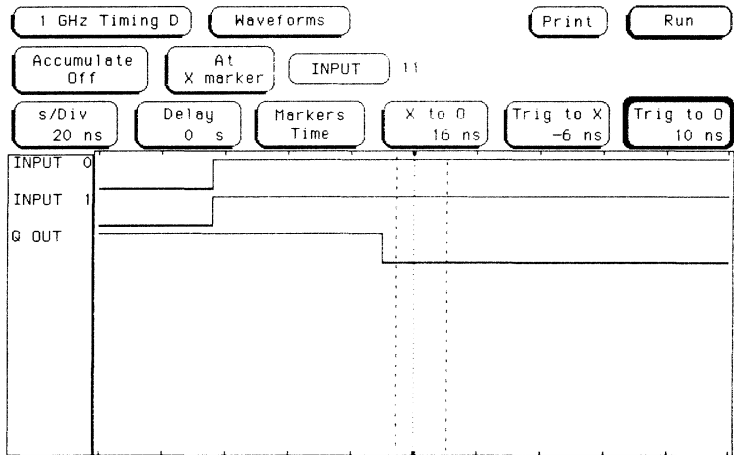 1 GHz Timing D Waveforms Print Run
Accumulate Off At X marker INPUT 11
s/Div 20 ns Delay 0 s Markers Time X to O 16 ns Trig to X -6 ns Trig to O 10 ns
INPUT 0
INPUT 1
Q OUT